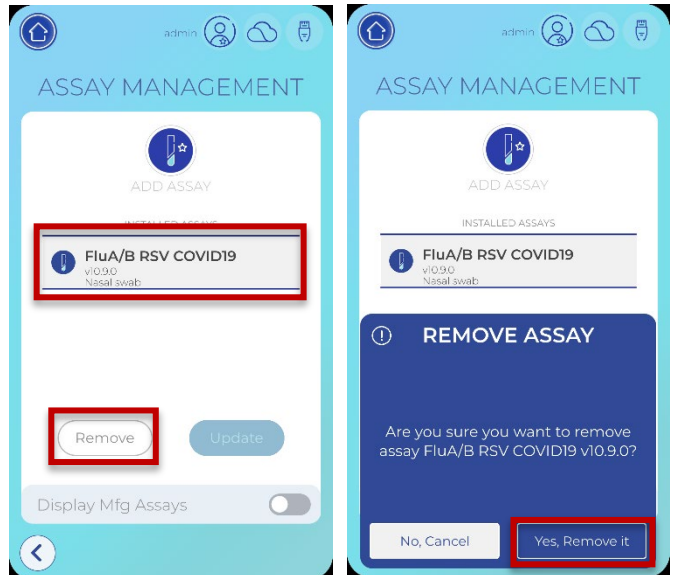 admin
ASSAY MANAGEMENT
ADD ASSAY
INSTALLED ASSAYS
FluA/B RSV COVID19
v10.9.0
Nasal swab
Remove
Update
Display Mfg Assays
admin
ASSAY MANAGEMENT
ADD ASSAY
INSTALLED ASSAYS
FluA/B RSV COVID19
v10.9.0
Nasal swab
REMOVE ASSAY
Are you sure you want to remove
assay FluA/B RSV COVID19 v10.9.0?
No, Cancel
Yes, Remove it